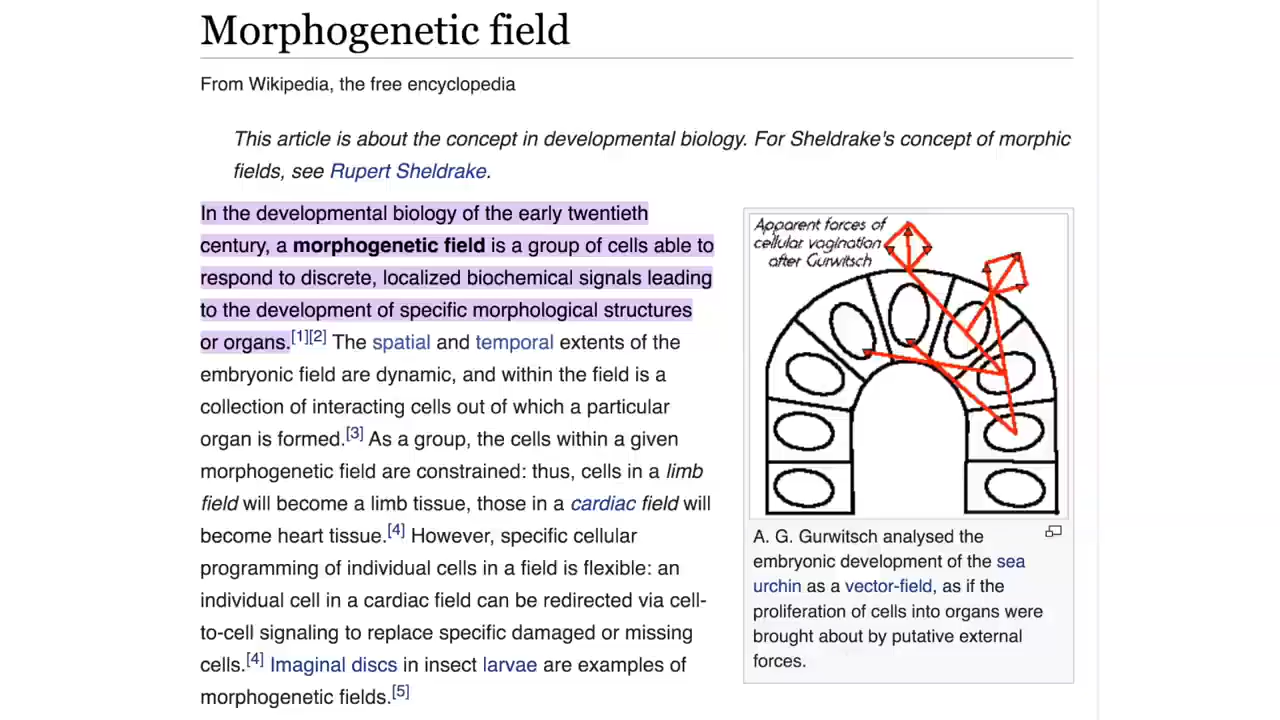 Morphogenetic field
From Wikipedia, the free encyclopedia
This article is about the concept in developmental biology. For Sheldrake's concept of morphic
fields, see Rupert Sheldrake.
In the developmental biology of the early twentieth
century, a morphogenetic field is a group of cells able to
respond to discrete, localized biochemical signals leading
to the development of specific morphological structures
or organs.[1][2] The spatial and temporal extents of the
embryonic field are dynamic, and within the field is a
collection of interacting cells out of which a particular
organ is formed.[3] As a group, the cells within a given
morphogenetic field are constrained: thus, cells in a limb
field will become a limb tissue, those in a cardiac field will
become heart tissue.[4] However, specific cellular
programming of individual cells in a field is flexible: an
individual cell in a cardiac field can be redirected via cell-
to-cell signaling to replace specific damaged or missing
cells.[4] Imaginal discs in insect larvae are examples of
morphogenetic fields.[5]
Apparent forces of
cellular vagination
after Gurwitsch
A. G. Gurwitsch analysed the
embryonic development of the sea
urchin as a vector-field, as if the
proliferation of cells into organs were
brought about by putative external
forces.